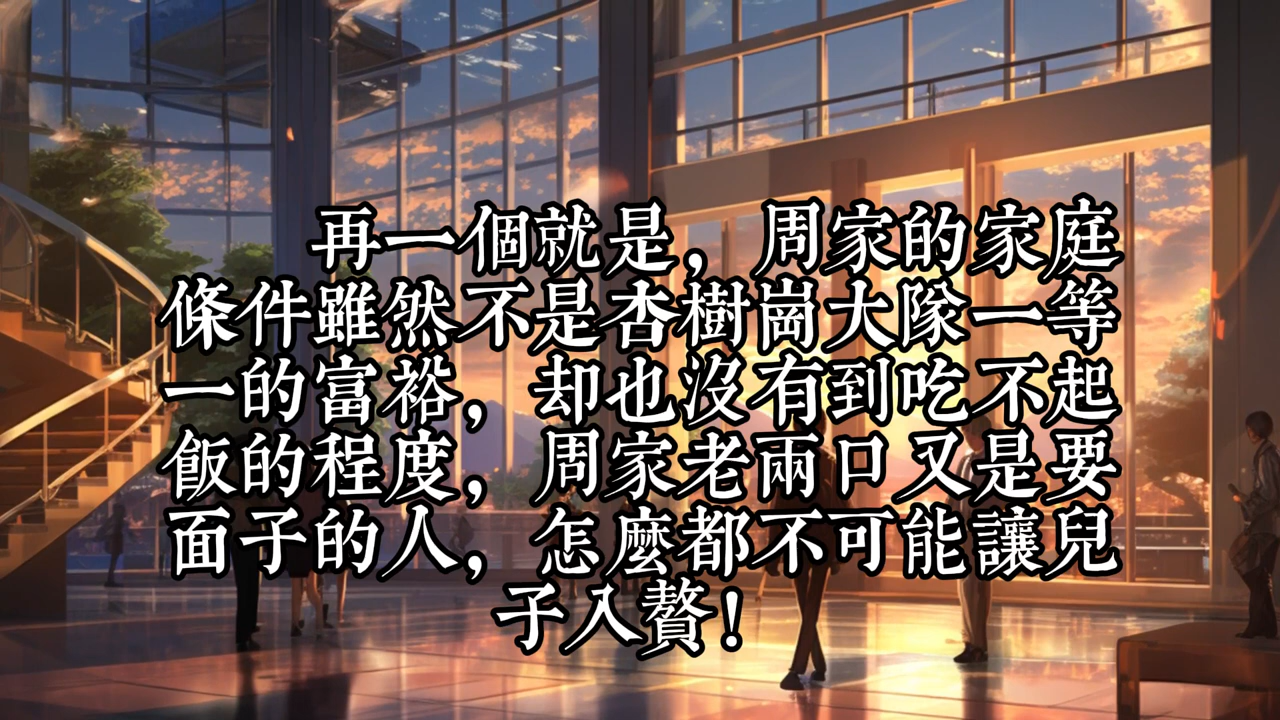 再一個就是，周家的家庭
條件雖然不是杏樹崗大隊一等
一的富裕，却也沒有到吃不起
飯的程度，周家老兩口又是要
面子的人，怎麼都不可能讓兒
子入贅！